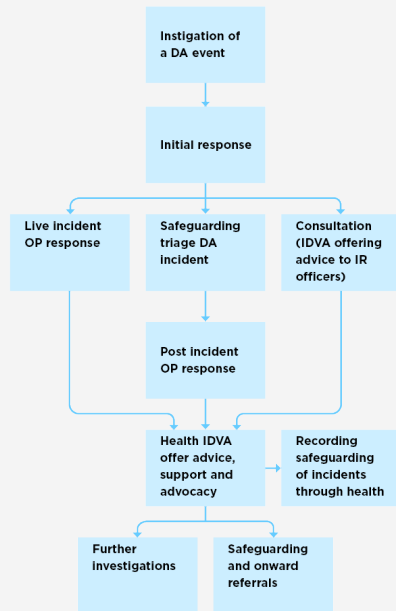 Instigation of
a DA event
Initial response
Live incident
OP response
Safeguarding
triage DA
incident
Consultation
(IDVA offering
advice to IR
officers)
Post incident
OP response
Health IDVA
offer advice,
support and
advocacy
Recording
safeguarding
of incidents
through health
Further
investigations
Safeguarding
and onward
referrals